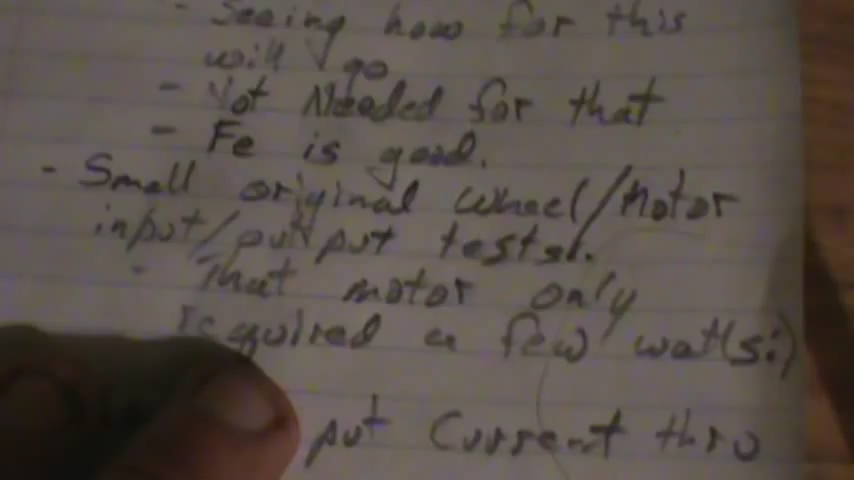 - Seeing how far this
will go
- Not Needed for that
- Fe is good.
- Small original wheel/Motor
input/output tests.
- That motor only
required a few watts:)
put Current thru